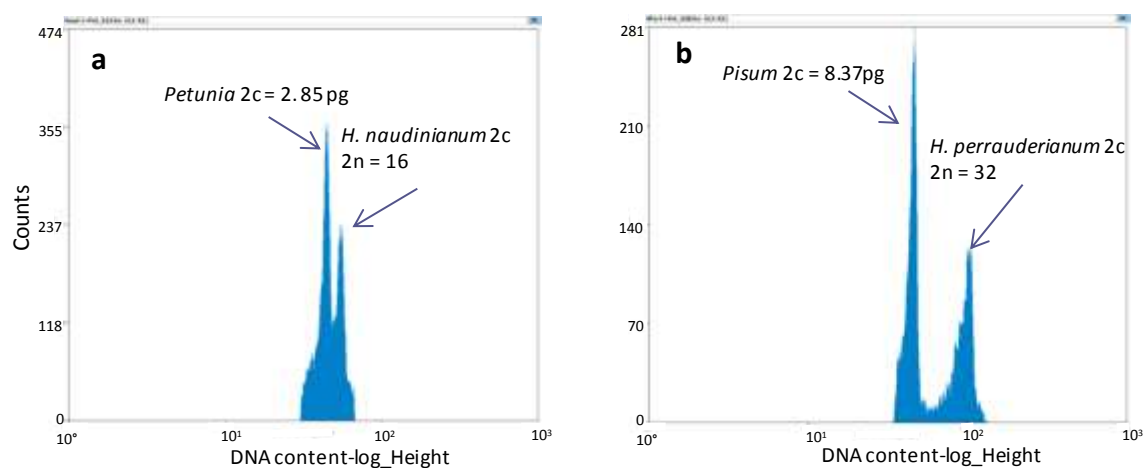 a
Petunia 2c = 2.85 pg
H. naudinianum 2c
2n = 16
474
355
237
118
0
Counts
10° 10¹ 10² 10³
DNA content-log_Height
b
Pisum 2c = 8.37pg
H. perrauderianum 2c
2n = 32
281
210
140
70
0
10° 10¹ 10² 10³
DNA content-log_Height